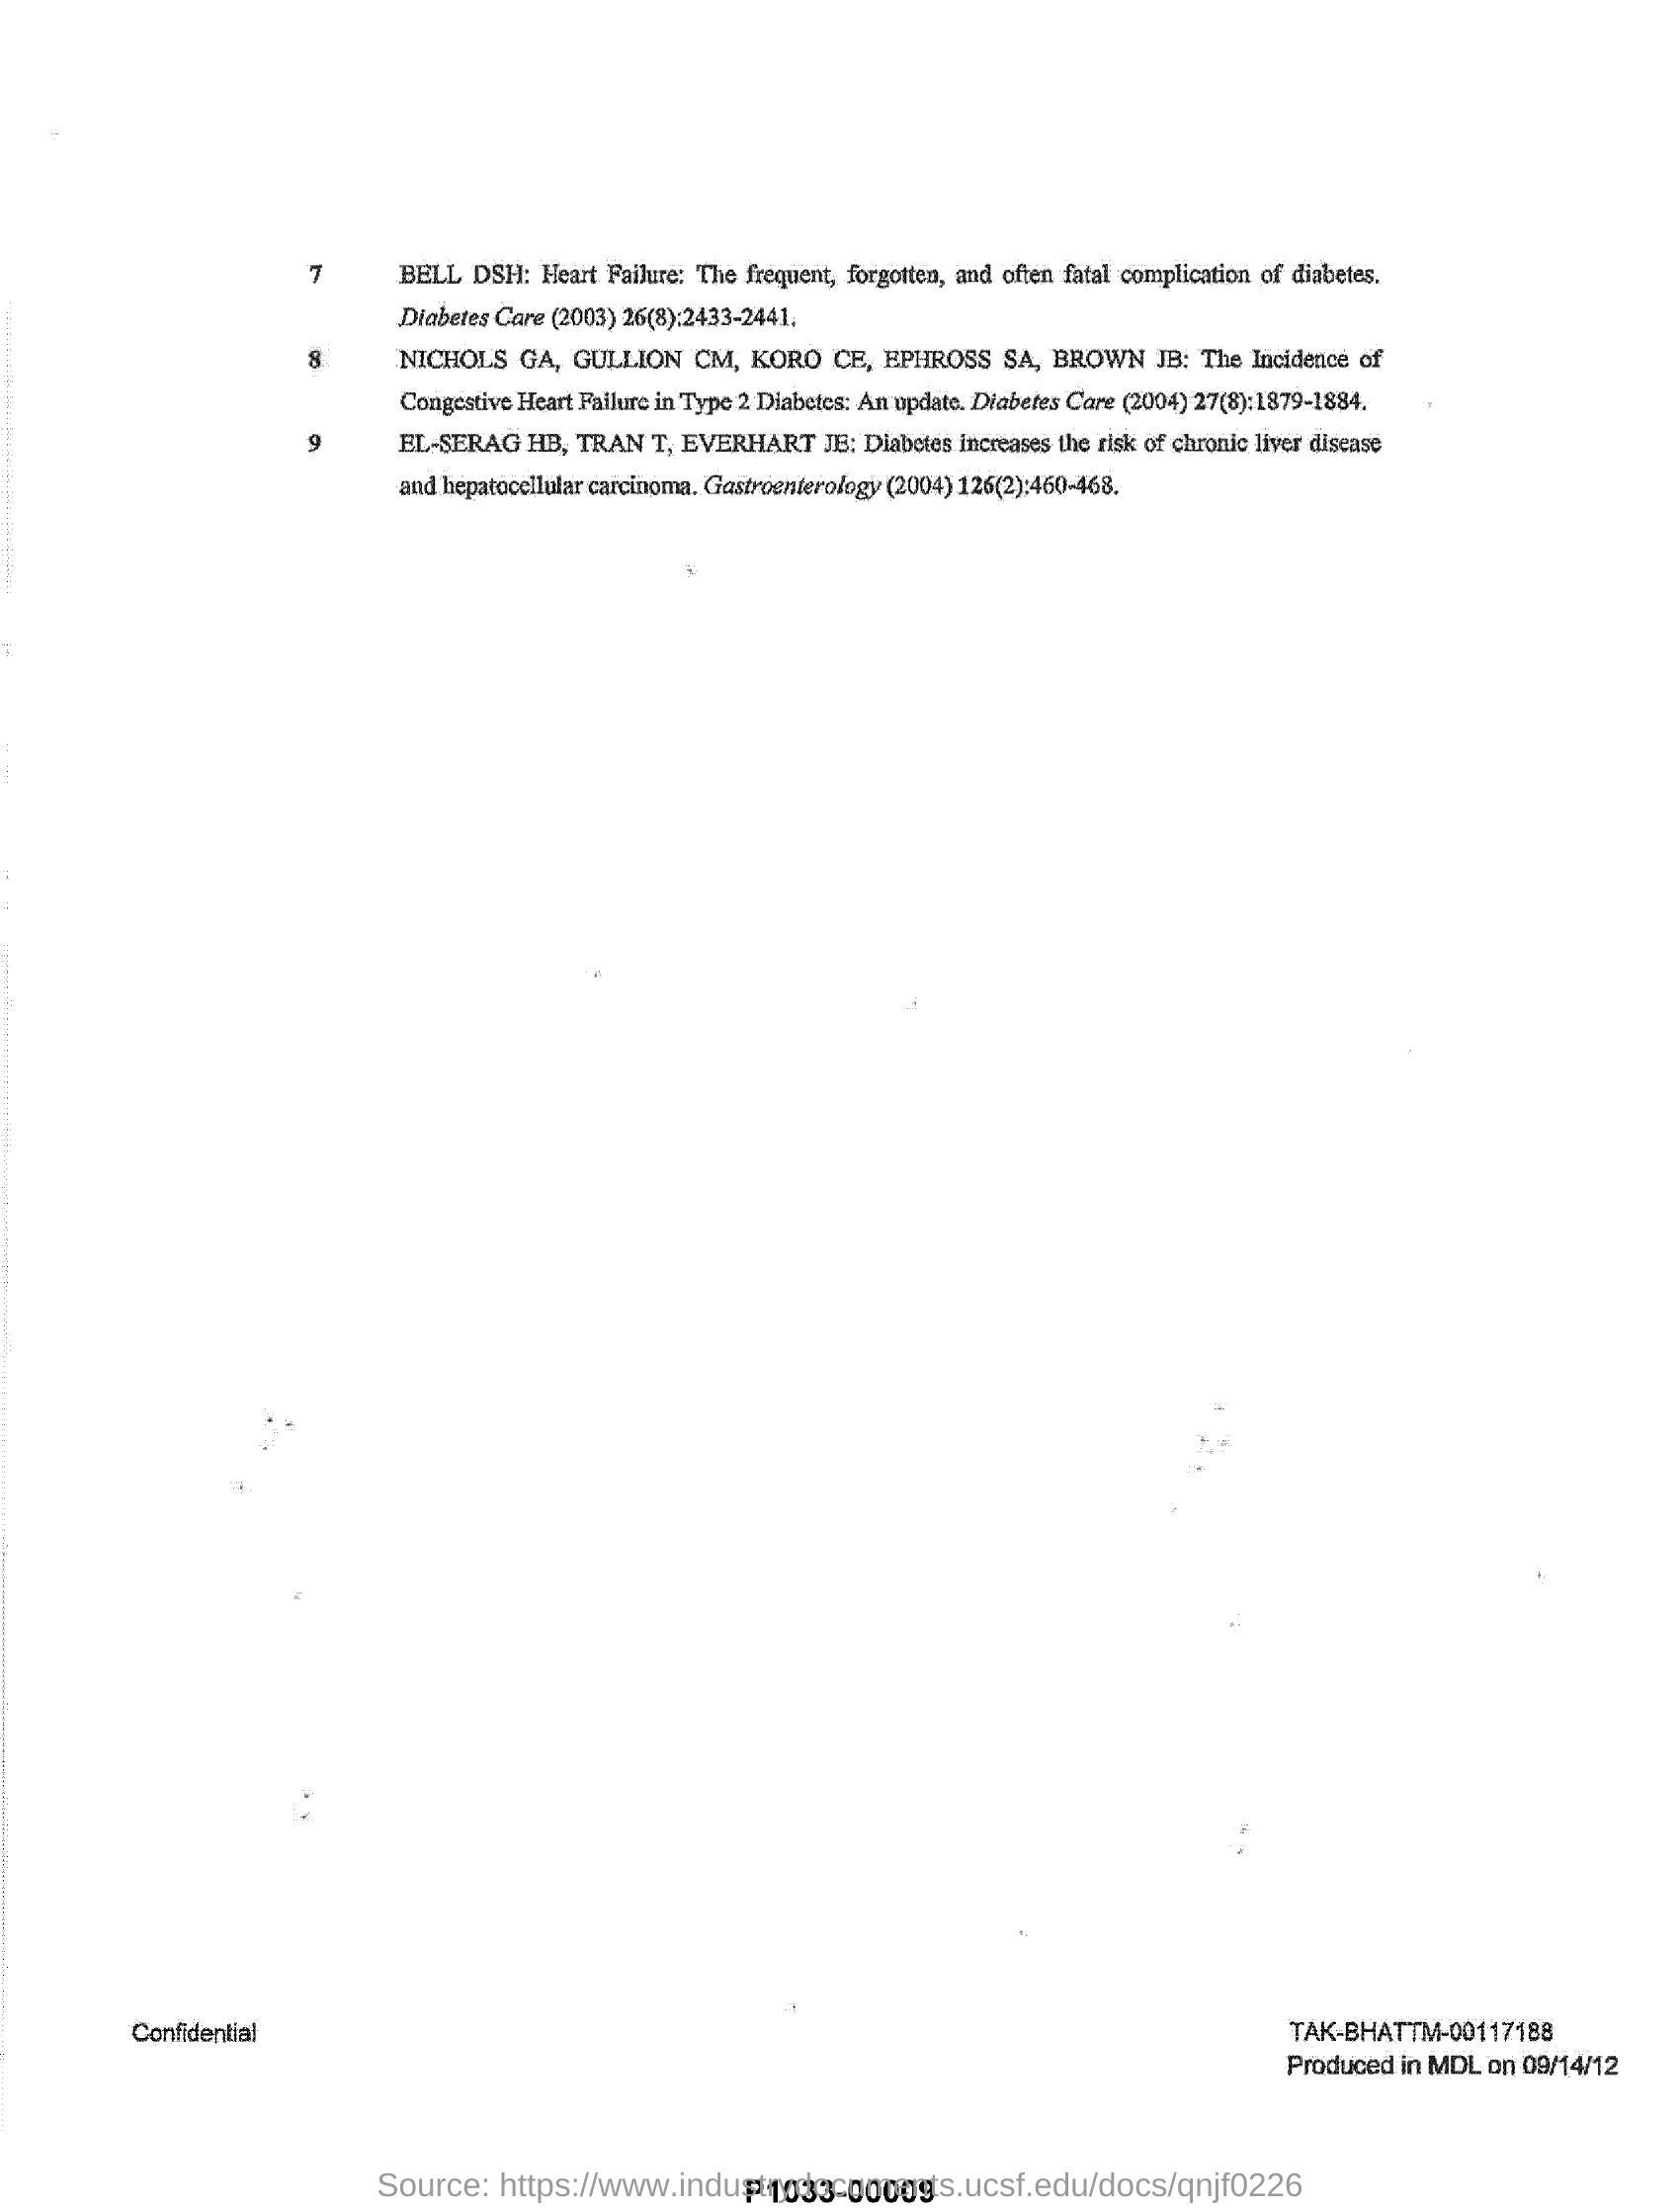 7 BELL DSH: Heart Failure: The frequent, forgotten, and often fatal complication of diabetes.
Diabetes Care (2003) 26(8):2433-2441.
8 NICHOLS GA, GULLION CM, KORO CE, EPHROSS SA, BROWN JB: The Incidence of
Congestive Heart Failure in Type 2 Diabetes: An update. Diabetes Care (2004) 27(8):1879-1884.
9 EL-SERAG HB, TRAN T, EVERHART JE: Diabetes increases the risk of chronic liver disease
and hepatocellular carcinoma. Gastroenterology (2004) 126(2):460-468.
Confidential
TAK-BHATTM-00117188
Produced in MDL on 09/14/12
Source: https://www.industrydocuments.ucsf.edu/docs/qnjf0226
P1033-00009